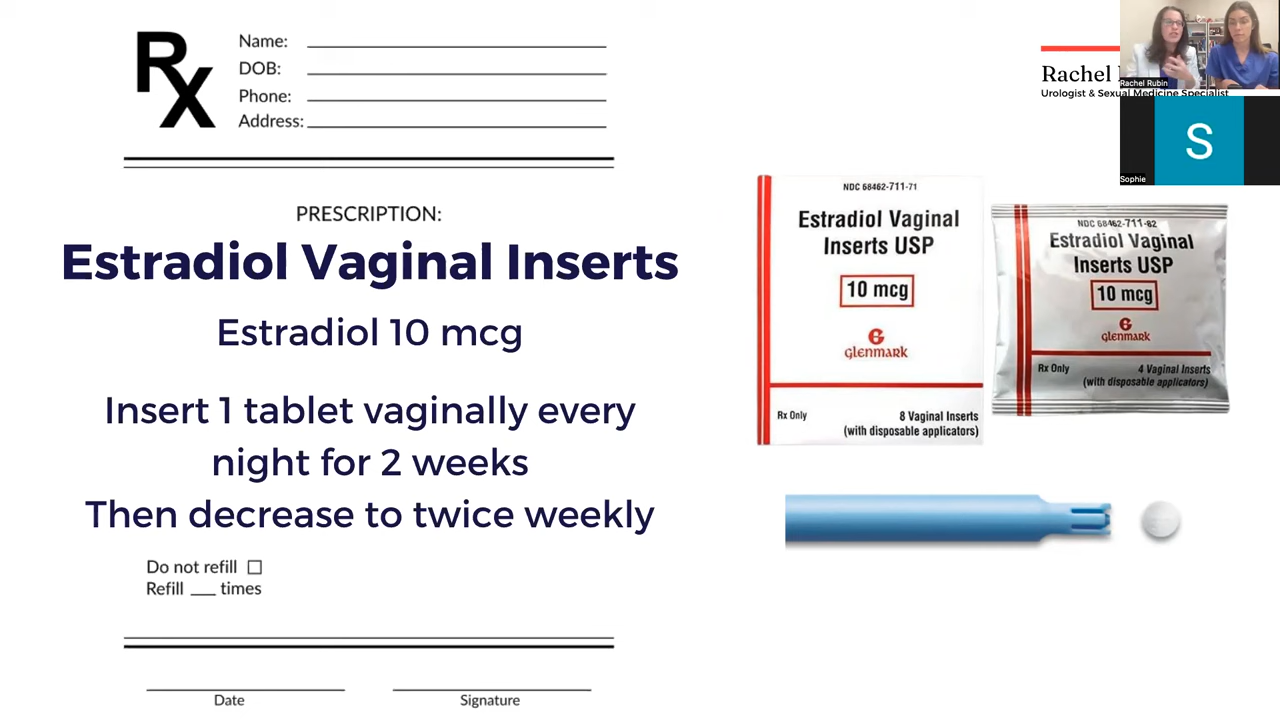 Rx
Name:
DOB:
Phone:
Address:
PRESCRIPTION:
Estradiol Vaginal Inserts
Estradiol 10 mcg
Insert 1 tablet vaginally every
night for 2 weeks
Then decrease to twice weekly
Do not refill
Refill ___ times
Date
Signature
Rachel
Urologist & Sexual Medicine Specialist
Rachel Rubin
S
Sophie
NDC 68462-711-71
Estradiol Vaginal
Inserts USP
10 mcg
G
Glenmark
Rx Only
8 Vaginal Inserts
(with disposable applicators)
NDC 68462-711-82
Estradiol Vaginal
Inserts USP
10 mcg
G
Glenmark
Rx Only
4 Vaginal Inserts
(with disposable applicators)